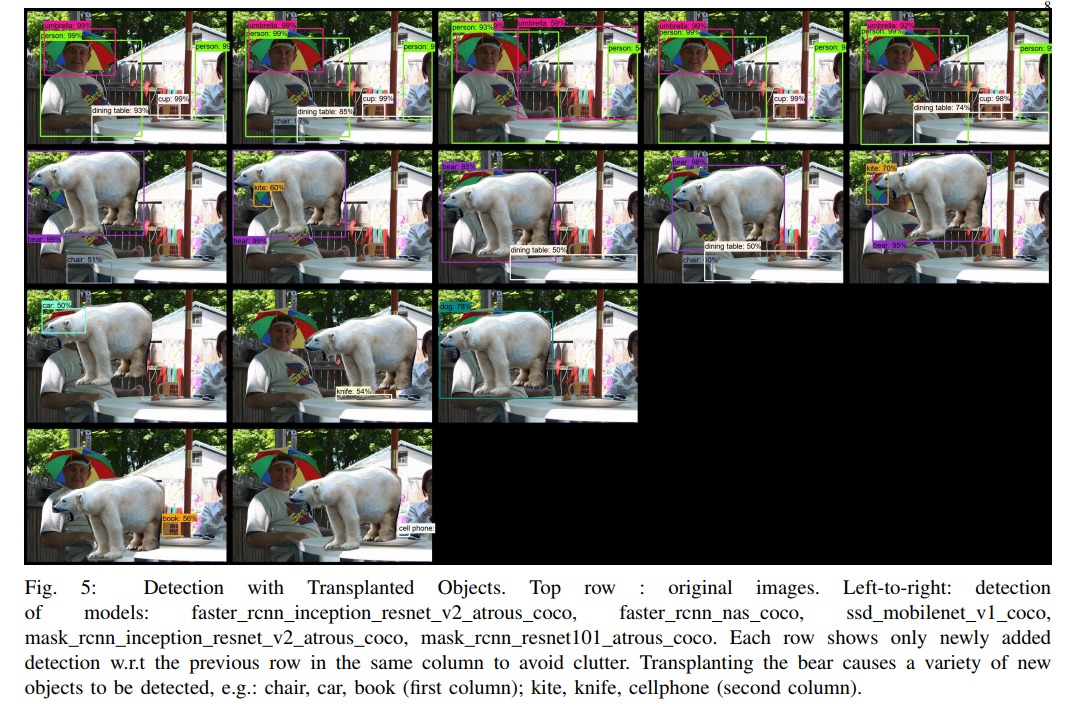 8
umbrella: 99%
person: 99%
person: 99
cup: 99%
dining table: 93%
umbrella: 99%
person: 99%
person: 9
cup: 99%
dining table: 85%
chair:
person: 93%
umbrella: 59%
person: 5
umbrella: 99%
person: 99%
person: 9
cup: 99%
umbrella: 92%
person: 99%
person: 9
cup: 98%
dining table: 74%
bear: 99%
chair: 51%
kite: 60%
bear: 99%
bear: 85%
dining table: 50%
bear: 98%
dining table: 50%
chair: 60%
kite: 70%
bear: 95%
car: 50%
knife: 54%
dog: 78%
book: 56%
cell phone:
Fig. 5: Detection with Transplanted Objects. Top row : original images. Left-to-right: detection
of models: faster_rcnn_inception_resnet_v2_atrous_coco, faster_rcnn_nas_coco, ssd_mobilenet_v1_coco,
mask_rcnn_inception_resnet_v2_atrous_coco, mask_rcnn_resnet101_atrous_coco. Each row shows only newly added
detection w.r.t the previous row in the same column to avoid clutter. Transplanting the bear causes a variety of new
objects to be detected, e.g.: chair, car, book (first column); kite, knife, cellphone (second column).